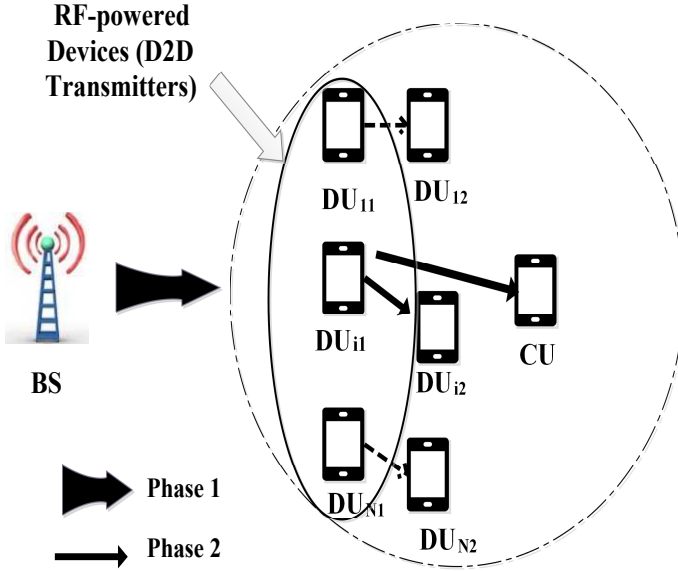 RF-powered
Devices (D2D
Transmitters)
DU11
DU12
DUi1
DUi2
CU
BS
DUN1
DUN2
Phase 1
Phase 2